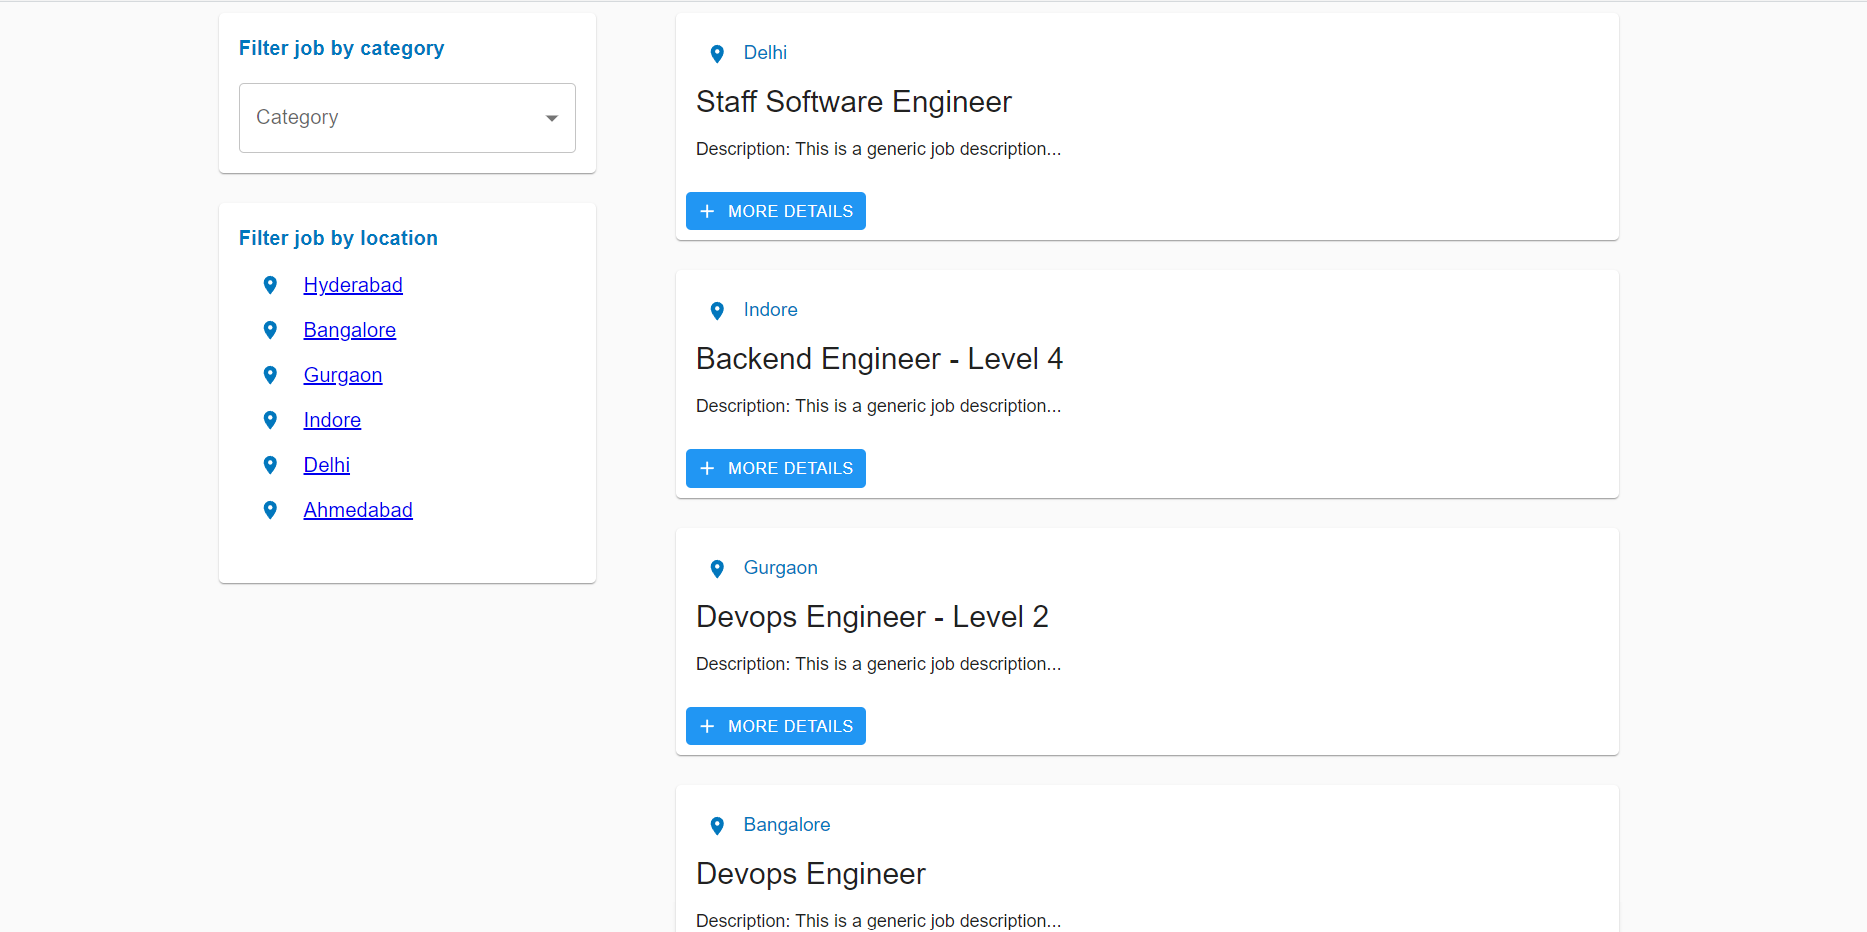 Filter job by category
Category
Filter job by location
Hyderabad
Bangalore
Gurgaon
Indore
Delhi
Ahmedabad
Delhi
Staff Software Engineer
Description: This is a generic job description...
MORE DETAILS
Indore
Backend Engineer - Level 4
Description: This is a generic job description...
MORE DETAILS
Gurgaon
Devops Engineer - Level 2
Description: This is a generic job description...
MORE DETAILS
Bangalore
Devops Engineer
Description: This is a generic job description...